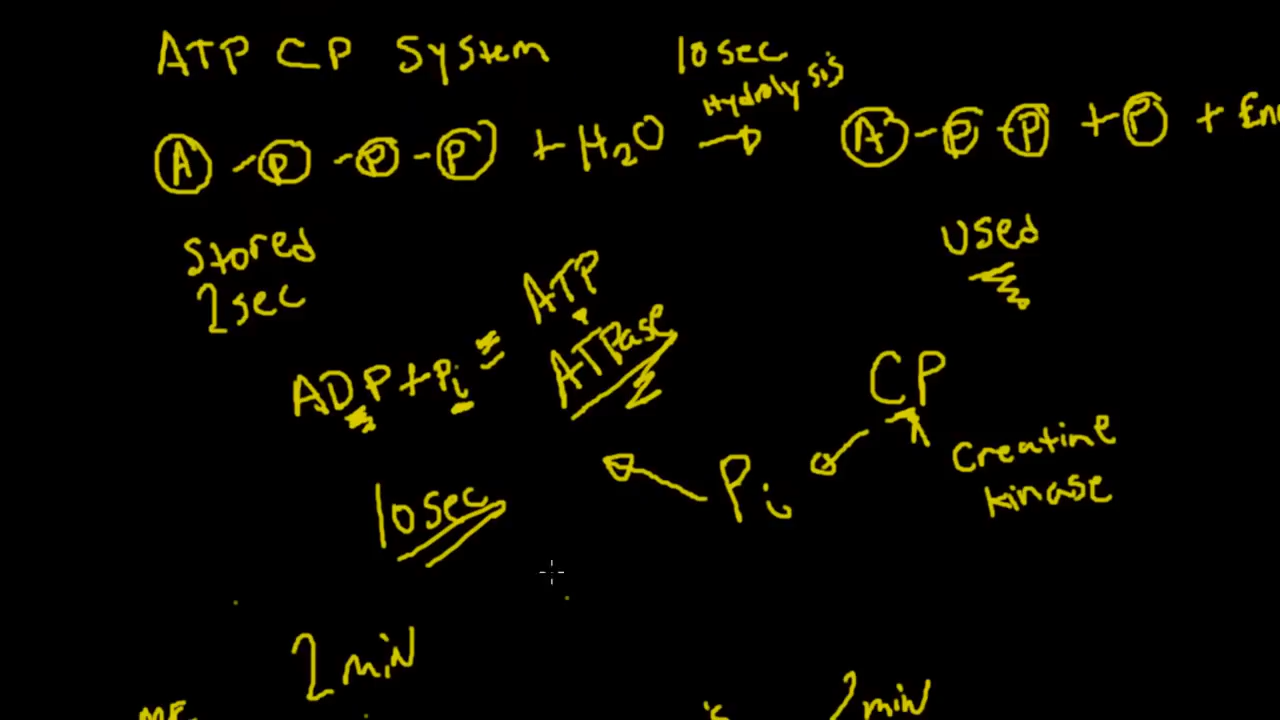 ATP CP System 10 sec
Hydrolysis
A - P - P - P + H2O → A - P - P + P + En
Stored
2 sec
used
ATP
ATPase
ADP + Pi =
CP
Creatine
kinase
Pi
10 sec
2 min
2 min